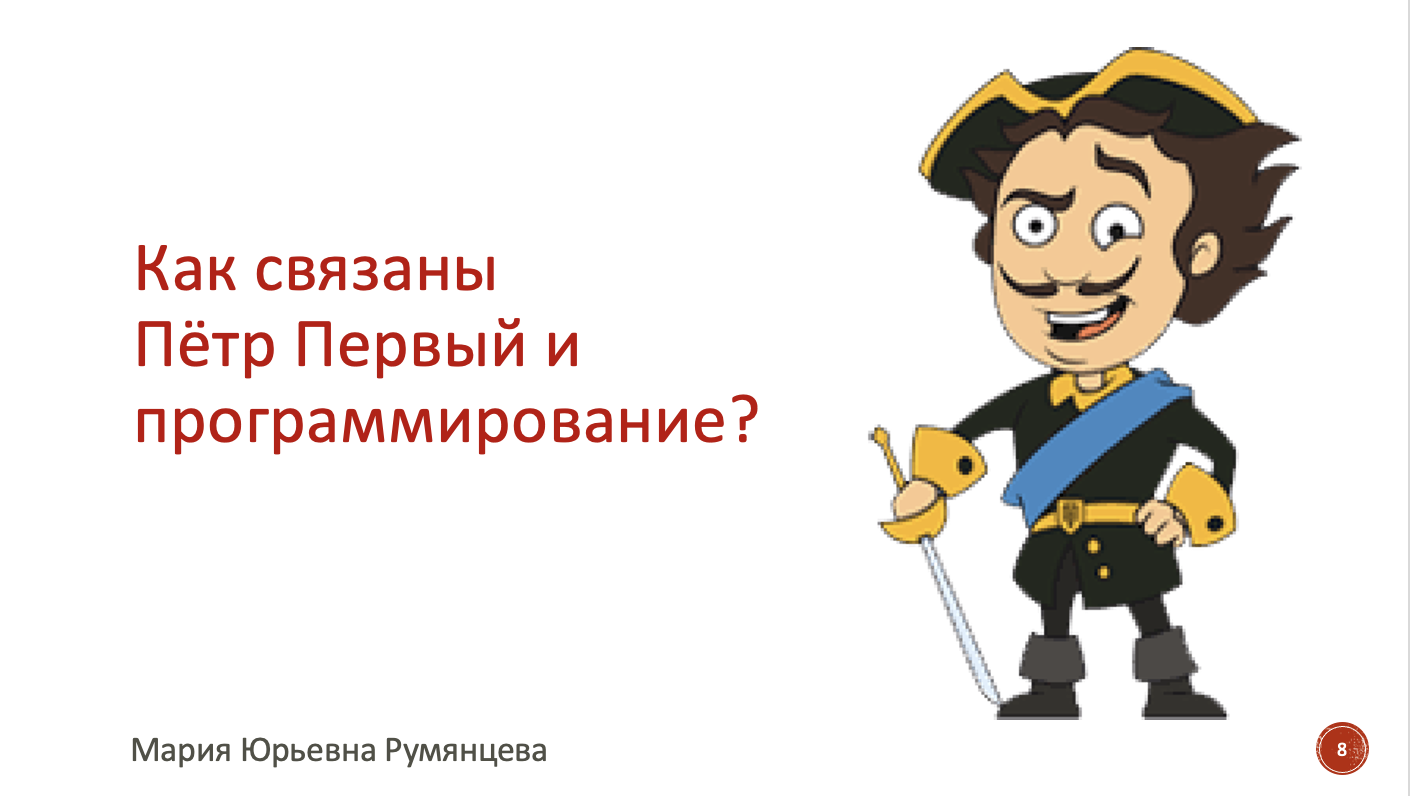 Как связаны
Пётр Первый и
программирование?
Мария Юрьевна Румянцева
8